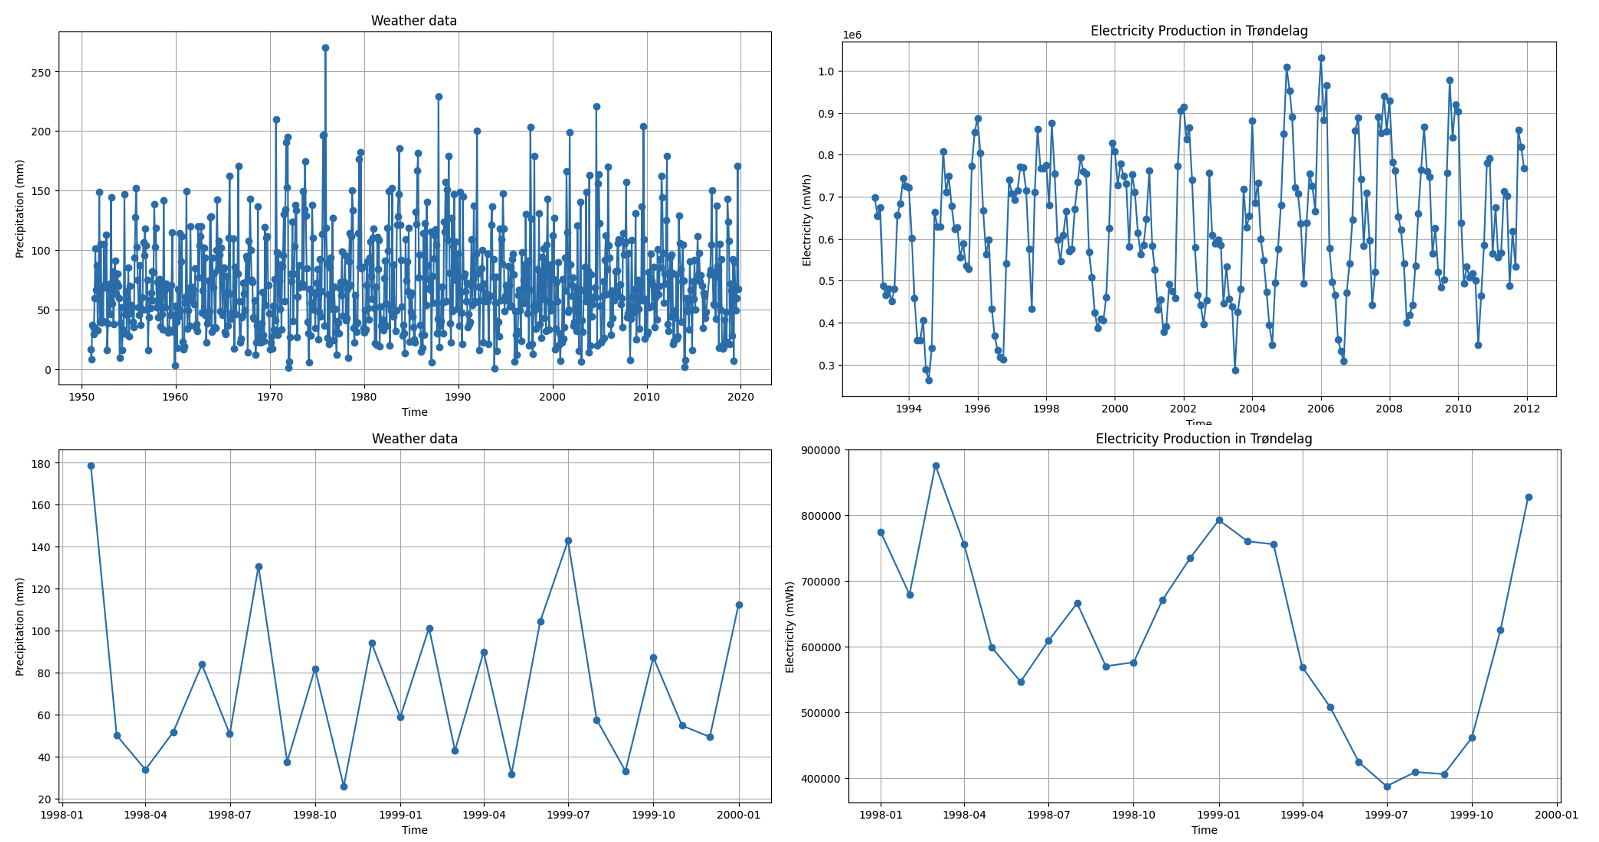 Weather data
Precipitation (mm)
250
200
150
100
50
0
1950 1960 1970 1980 1990 2000 2010 2020
Time
Electricity Production in Trøndelag
1e6
Electricity (mWh)
1.0
0.9
0.8
0.7
0.6
0.5
0.4
0.3
1994 1996 1998 2000 2002 2004 2006 2008 2010 2012
Time
Weather data
Precipitation (mm)
180
160
140
120
100
80
60
40
20
1998-01 1998-04 1998-07 1998-10 1999-01 1999-04 1999-07 1999-10 2000-01
Time
Electricity Production in Trøndelag
Electricity (mWh)
900000
800000
700000
600000
500000
400000
1998-01 1998-04 1998-07 1998-10 1999-01 1999-04 1999-07 1999-10 2000-01
Time